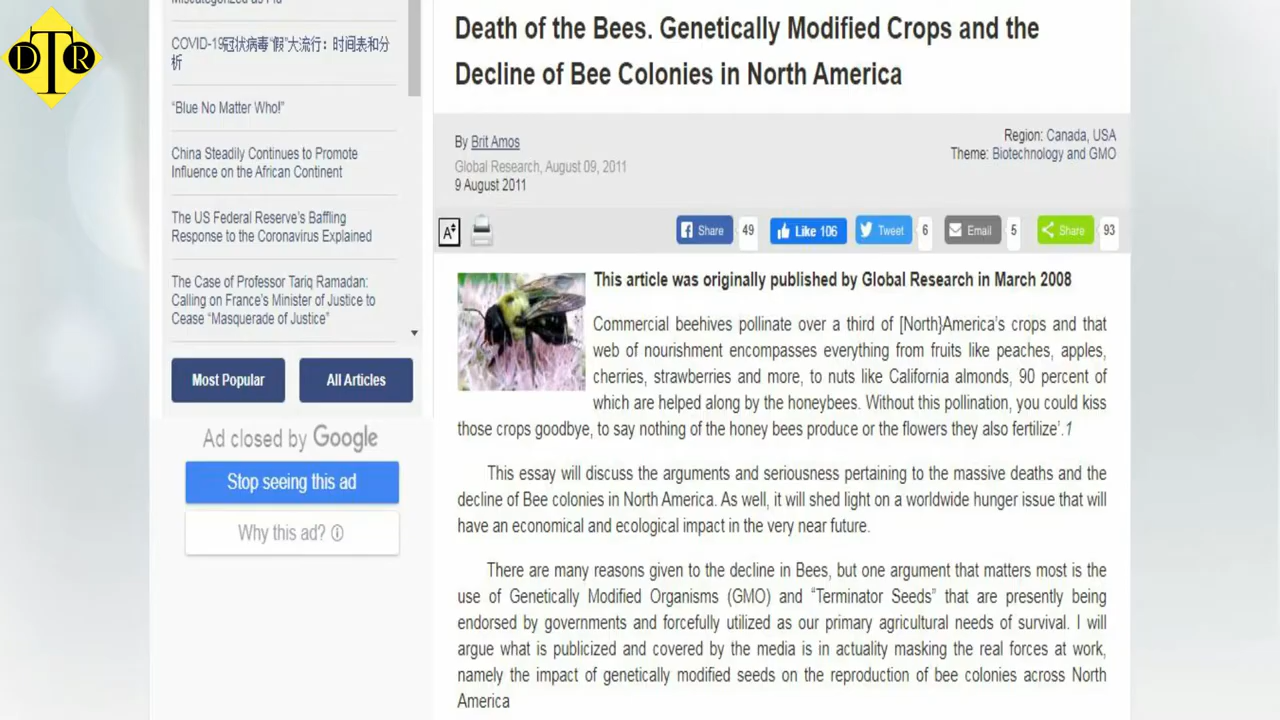 DTR
Miscategorized as Flu
COVID-19冠状病毒“假”大流行：时间表和分
析
“Blue No Matter Who!”
China Steadily Continues to Promote
Influence on the African Continent
The US Federal Reserve’s Baffling
Response to the Coronavirus Explained
The Case of Professor Tariq Ramadan:
Calling on France’s Minister of Justice to
Cease “Masquerade of Justice”
Most Popular
All Articles
Ad closed by Google
Stop seeing this ad
Why this ad?
Death of the Bees. Genetically Modified Crops and the
Decline of Bee Colonies in North America
By Brit Amos
Global Research, August 09, 2011
9 August 2011
Region: Canada, USA
Theme: Biotechnology and GMO
A
Share 49 Like 106 Tweet 6 Email 5 Share 93
This article was originally published by Global Research in March 2008
Commercial beehives pollinate over a third of [North}America’s crops and that
web of nourishment encompasses everything from fruits like peaches, apples,
cherries, strawberries and more, to nuts like California almonds, 90 percent of
which are helped along by the honeybees. Without this pollination, you could kiss
those crops goodbye, to say nothing of the honey bees produce or the flowers they also fertilize’.1
This essay will discuss the arguments and seriousness pertaining to the massive deaths and the
decline of Bee colonies in North America. As well, it will shed light on a worldwide hunger issue that will
have an economical and ecological impact in the very near future.
There are many reasons given to the decline in Bees, but one argument that matters most is the
use of Genetically Modified Organisms (GMO) and “Terminator Seeds” that are presently being
endorsed by governments and forcefully utilized as our primary agricultural needs of survival. I will
argue what is publicized and covered by the media is in actuality masking the real forces at work,
namely the impact of genetically modified seeds on the reproduction of bee colonies across North
America